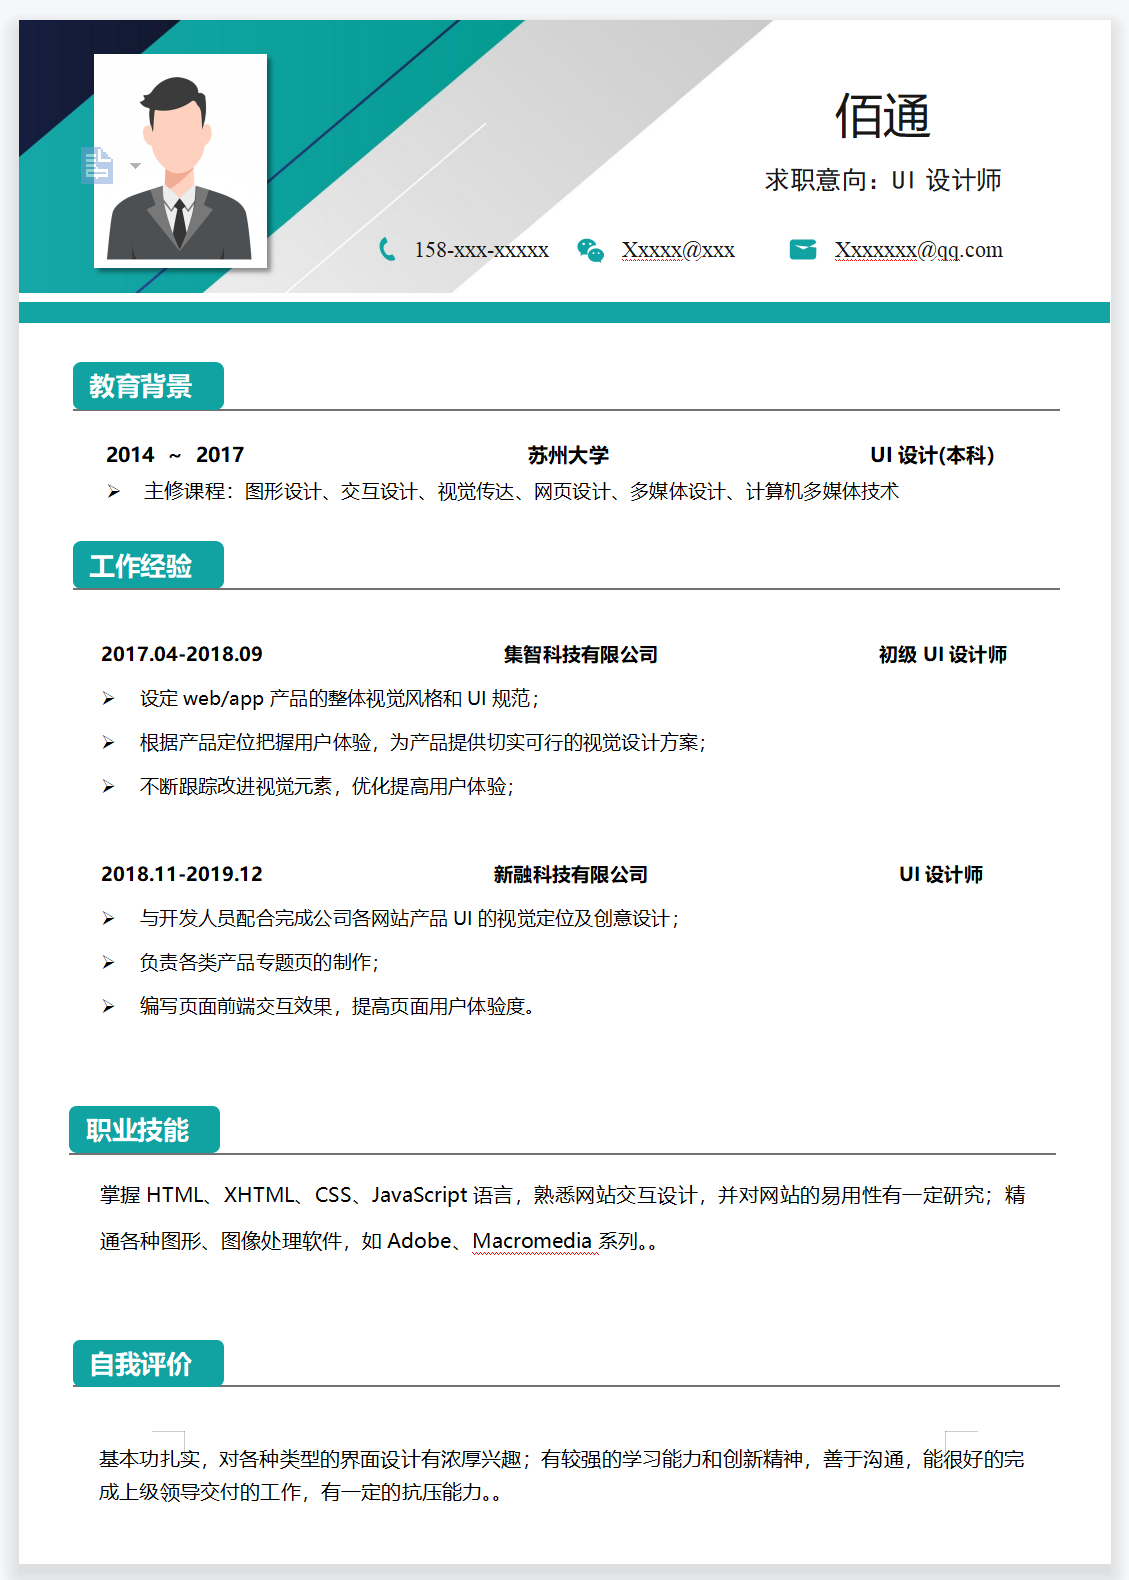 佰通
求职意向：UI 设计师
158-xxx-xxxxx Xxxxx@xxx Xxxxxxx@qq.com
教育背景
2014 ~ 2017 苏州大学 UI 设计(本科)
➢ 主修课程：图形设计、交互设计、视觉传达、网页设计、多媒体设计、计算机多媒体技术
工作经验
2017.04-2018.09 集智科技有限公司 初级 UI 设计师
➢ 设定 web/app 产品的整体视觉风格和 UI 规范；
➢ 根据产品定位把握用户体验，为产品提供切实可行的视觉设计方案；
➢ 不断跟踪改进视觉元素，优化提高用户体验；
2018.11-2019.12 新融科技有限公司 UI 设计师
➢ 与开发人员配合完成公司各网站产品 UI 的视觉定位及创意设计；
➢ 负责各类产品专题页的制作；
➢ 编写页面前端交互效果，提高页面用户体验度。
职业技能
掌握 HTML、XHTML、CSS、JavaScript 语言，熟悉网站交互设计，并对网站的易用性有一定研究；精
通各种图形、图像处理软件，如 Adobe、Macromedia 系列。。
自我评价
基本功扎实，对各种类型的界面设计有浓厚兴趣；有较强的学习能力和创新精神，善于沟通，能很好的完
成上级领导交付的工作，有一定的抗压能力。。